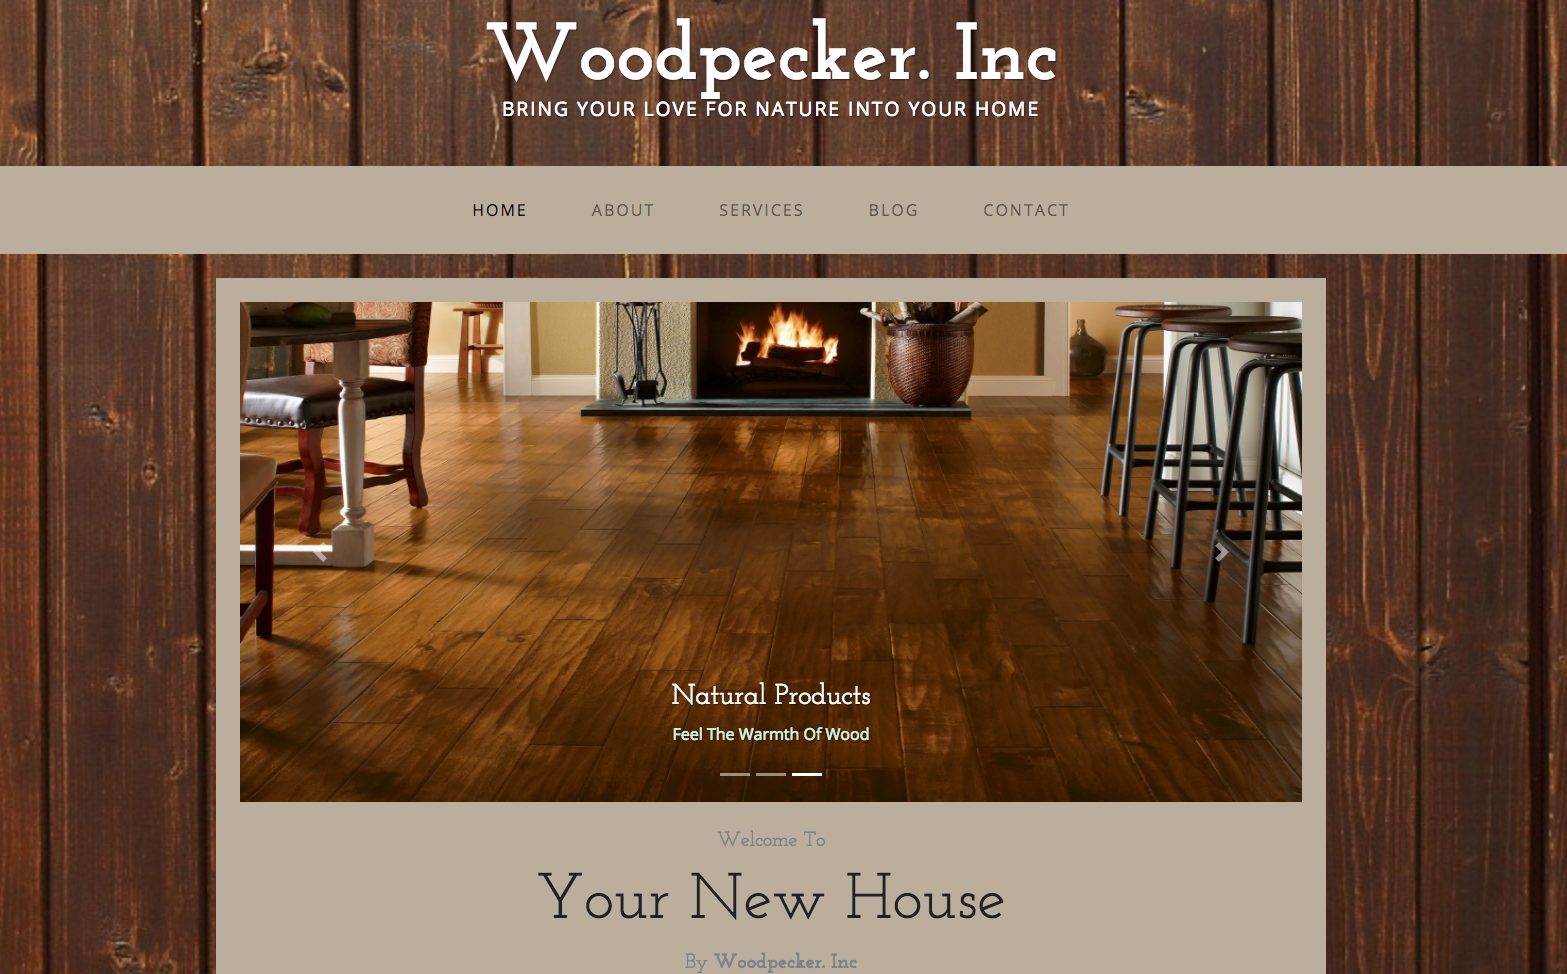 Woodpecker. Inc
BRING YOUR LOVE FOR NATURE INTO YOUR HOME
HOME ABOUT SERVICES BLOG CONTACT
Natural Products
Feel The Warmth Of Wood
Welcome To
Your New House
By Woodpecker. Inc